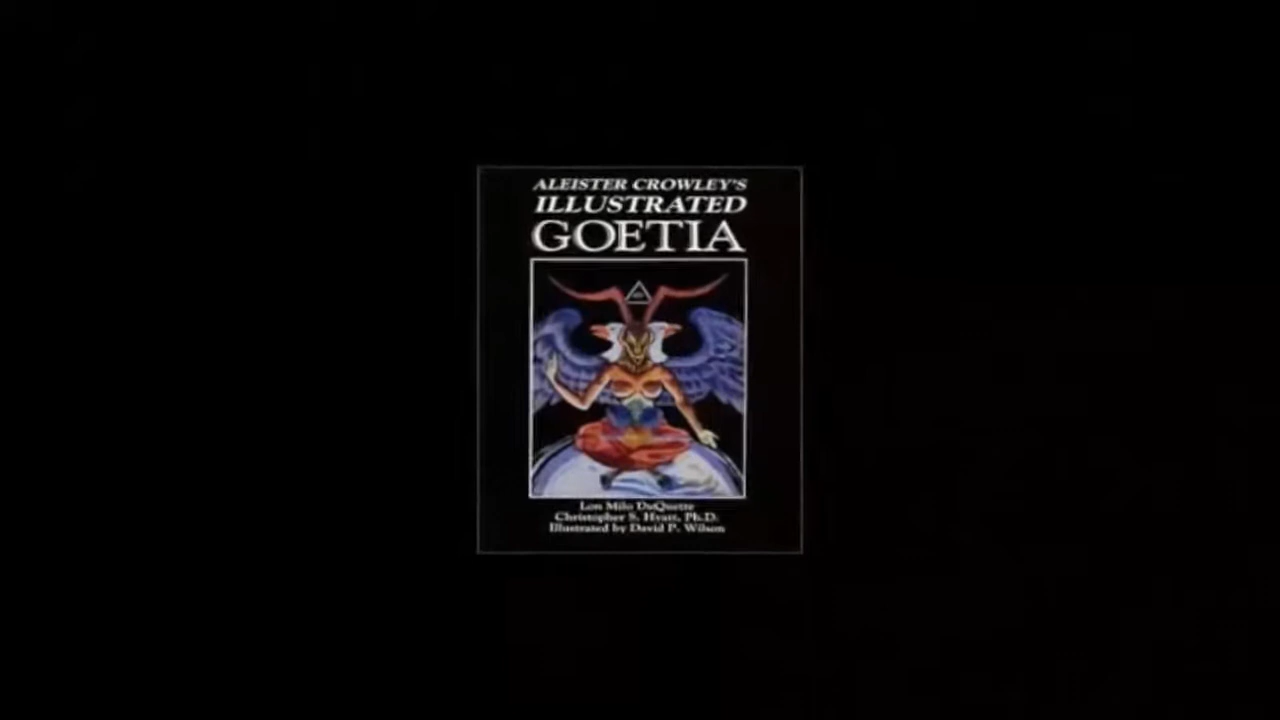 ALEISTER CROWLEY'S
ILLUSTRATED
GOETIA
Lon Milo DuQuette
Christopher S. Hyatt, Ph.D.
Illustrated by David P. Wilson